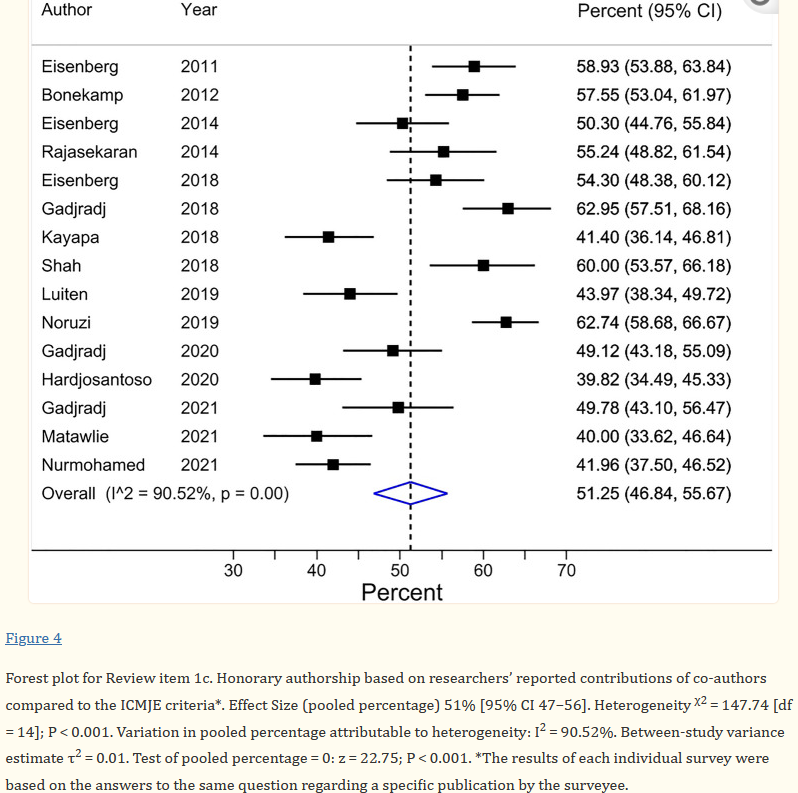 Author Year Percent (95% CI)
Eisenberg 2011 58.93 (53.88, 63.84)
Bonekamp 2012 57.55 (53.04, 61.97)
Eisenberg 2014 50.30 (44.76, 55.84)
Rajasekaran 2014 55.24 (48.82, 61.54)
Eisenberg 2018 54.30 (48.38, 60.12)
Gadjradj 2018 62.95 (57.51, 68.16)
Kayapa 2018 41.40 (36.14, 46.81)
Shah 2018 60.00 (53.57, 66.18)
Luiten 2019 43.97 (38.34, 49.72)
Noruzi 2019 62.74 (58.68, 66.67)
Gadjradj 2020 49.12 (43.18, 55.09)
Hardjosantoso 2020 39.82 (34.49, 45.33)
Gadjradj 2021 49.78 (43.10, 56.47)
Matawlie 2021 40.00 (33.62, 46.64)
Nurmohamed 2021 41.96 (37.50, 46.52)
Overall (I^2 = 90.52%, p = 0.00) 51.25 (46.84, 55.67)
30 40 50 60 70
Percent
Figure 4
Forest plot for Review item 1c. Honorary authorship based on researchers’ reported contributions of co-authors
compared to the ICMJE criteria*. Effect Size (pooled percentage) 51% [95% CI 47–56]. Heterogeneity χ2 = 147.74 [df
= 14]; P < 0.001. Variation in pooled percentage attributable to heterogeneity: I2 = 90.52%. Between-study variance
estimate τ2 = 0.01. Test of pooled percentage = 0: z = 22.75; P < 0.001. *The results of each individual survey were
based on the answers to the same question regarding a specific publication by the surveyee.